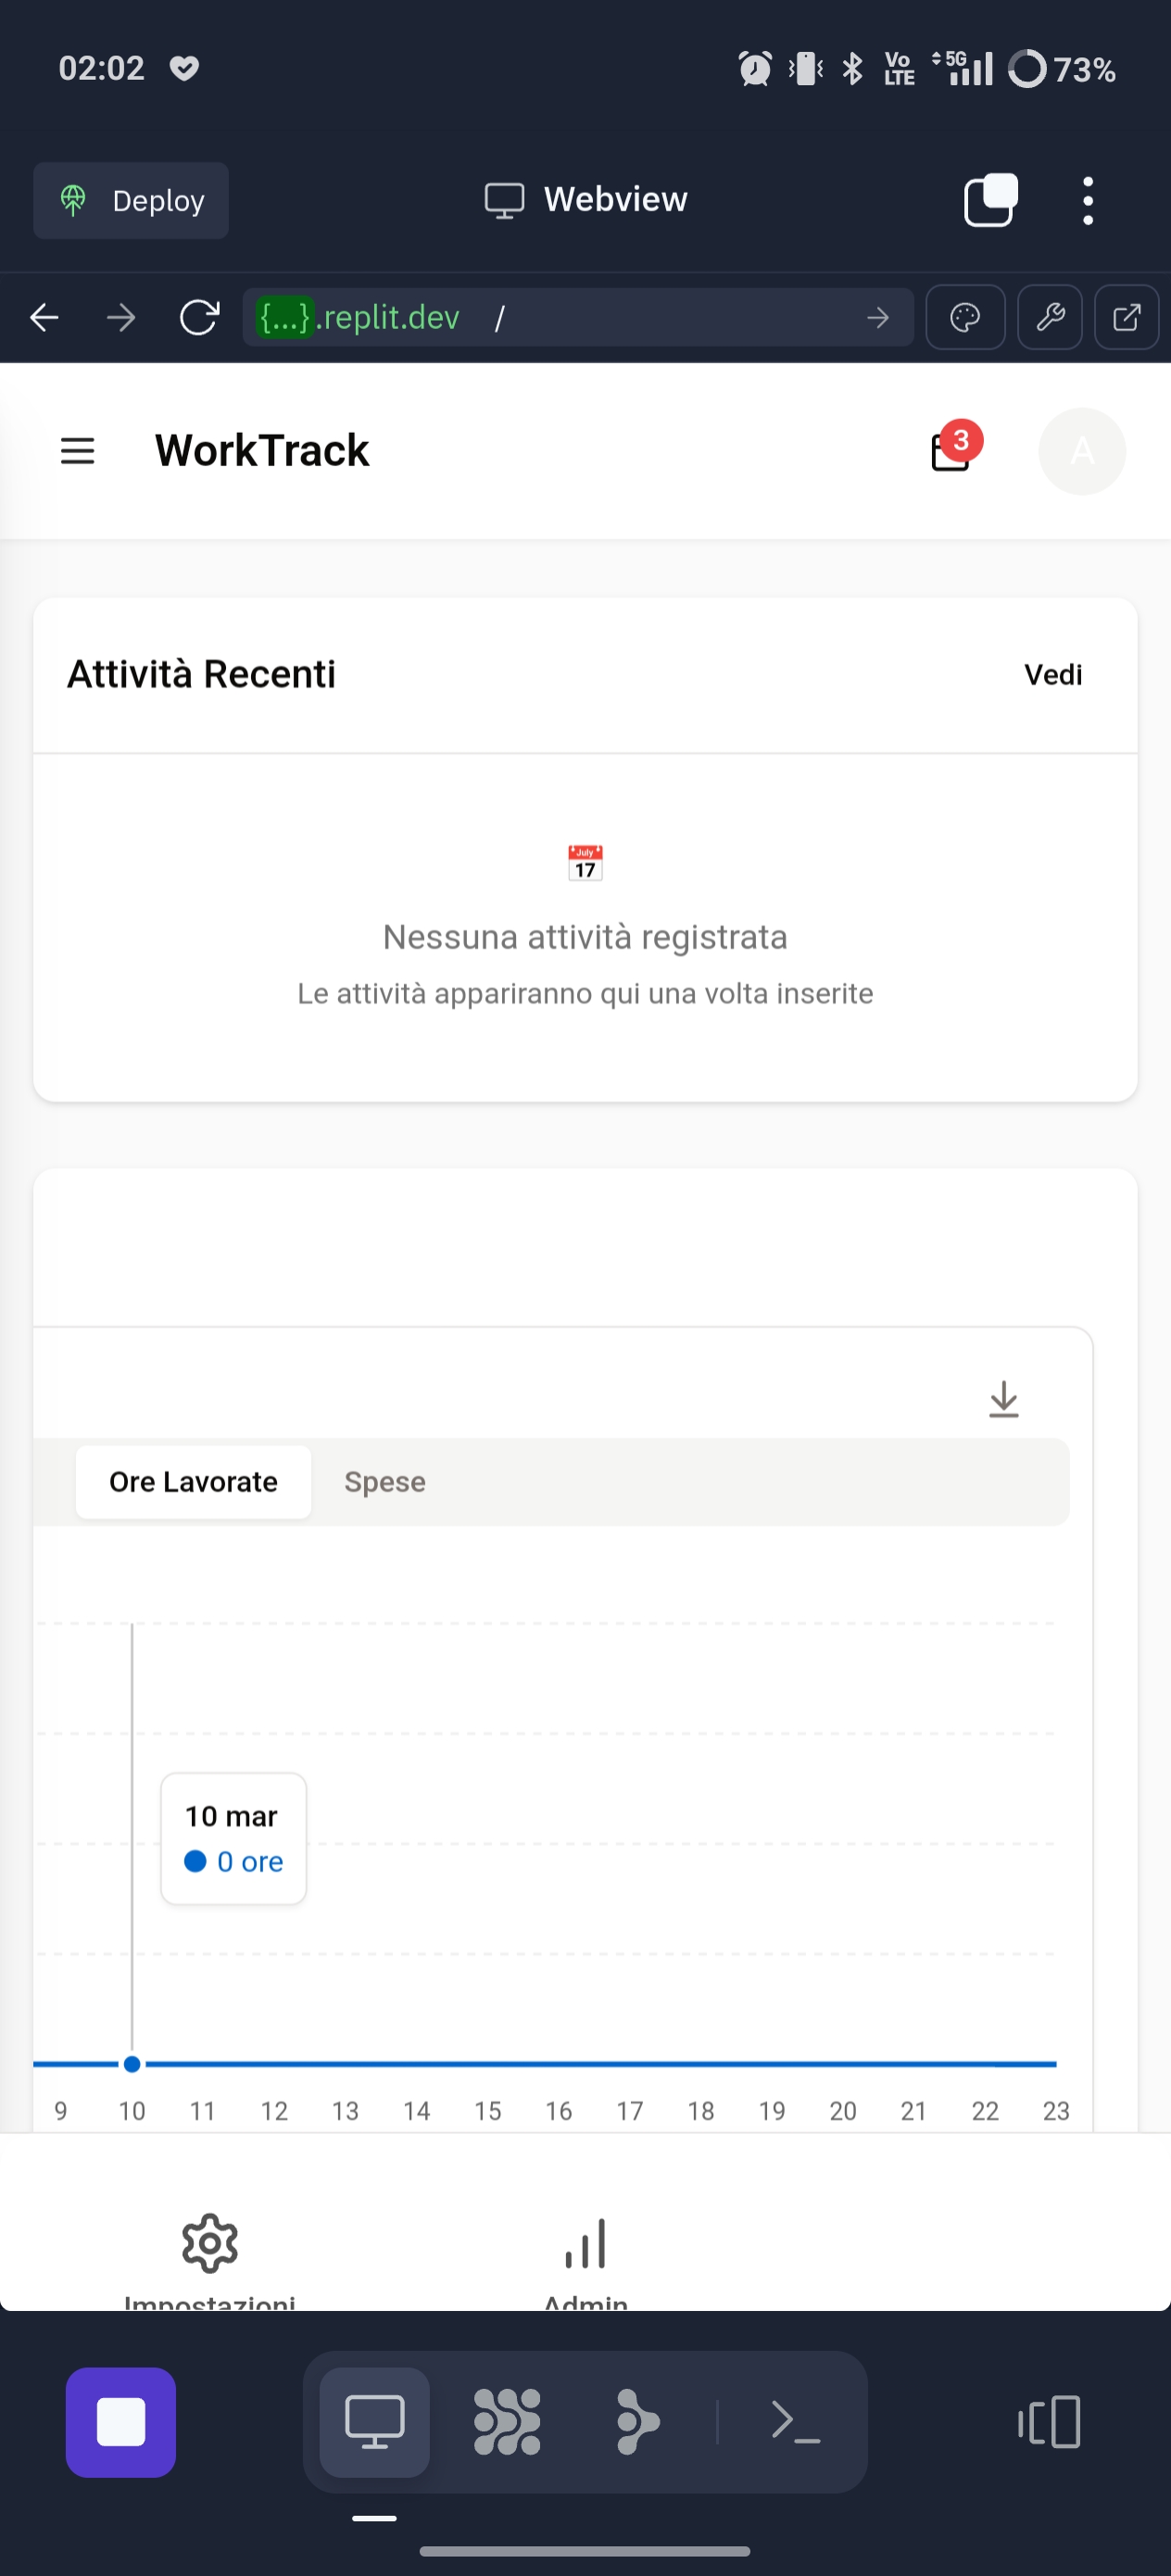 02:02
Vo
LTE
5G
73%
Deploy
Webview
{...}.replit.dev /
WorkTrack
3
A
Attività Recenti
Vedi
July
17
Nessuna attività registrata
Le attività appariranno qui una volta inserite
Ore Lavorate
Spese
10 mar
0 ore
9 10 11 12 13 14 15 16 17 18 19 20 21 22 23
Impostazioni
Admin